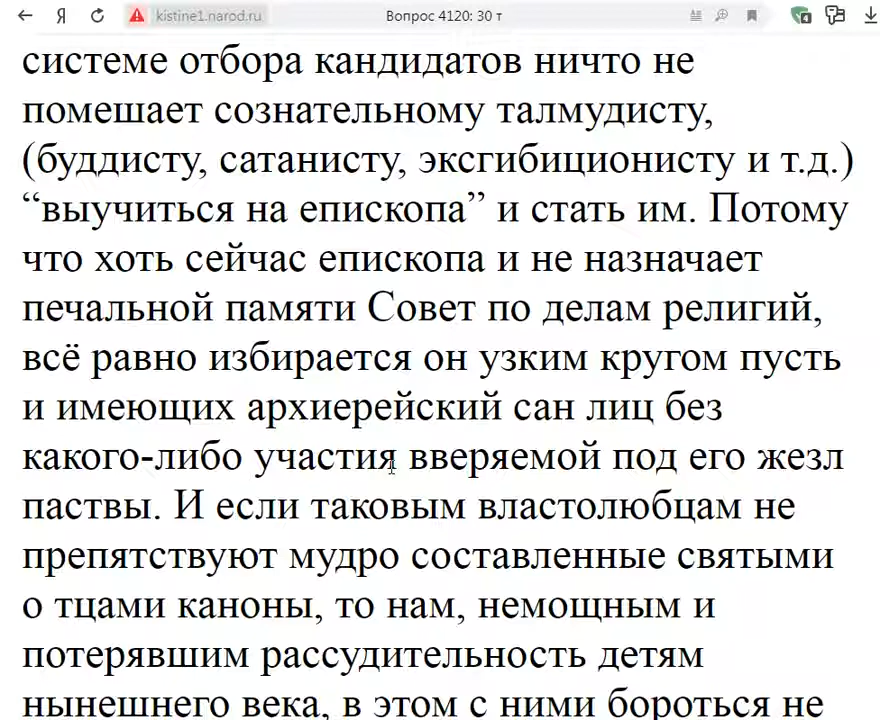 kistine1.narod.ru
Вопрос 4120: 30 т
системе отбора кандидатов ничто не
помешает сознательному талмудисту,
(буддисту, сатанисту, эксгибиционисту и т.д.)
“выучиться на епископа” и стать им. Потому
что хоть сейчас епископа и не назначает
печальной памяти Совет по делам религий,
всё равно избирается он узким кругом пусть
и имеющих архиерейский сан лиц без
какого-либо участия вверяемой под его жезл
паствы. И если таковым властолюбцам не
препятствуют мудро составленные святыми
о тцами каноны, то нам, немощным и
потерявшим рассудительность детям
нынешнего века, в этом с ними бороться не